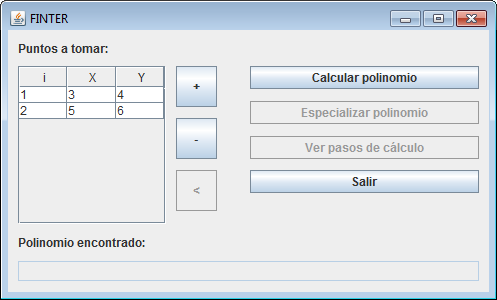 FINTER
Puntos a tomar:
i X Y
1 3 4
2 5 6
+
-
<
Calcular polinomio
Especializar polinomio
Ver pasos de cálculo
Salir
Polinomio encontrado: